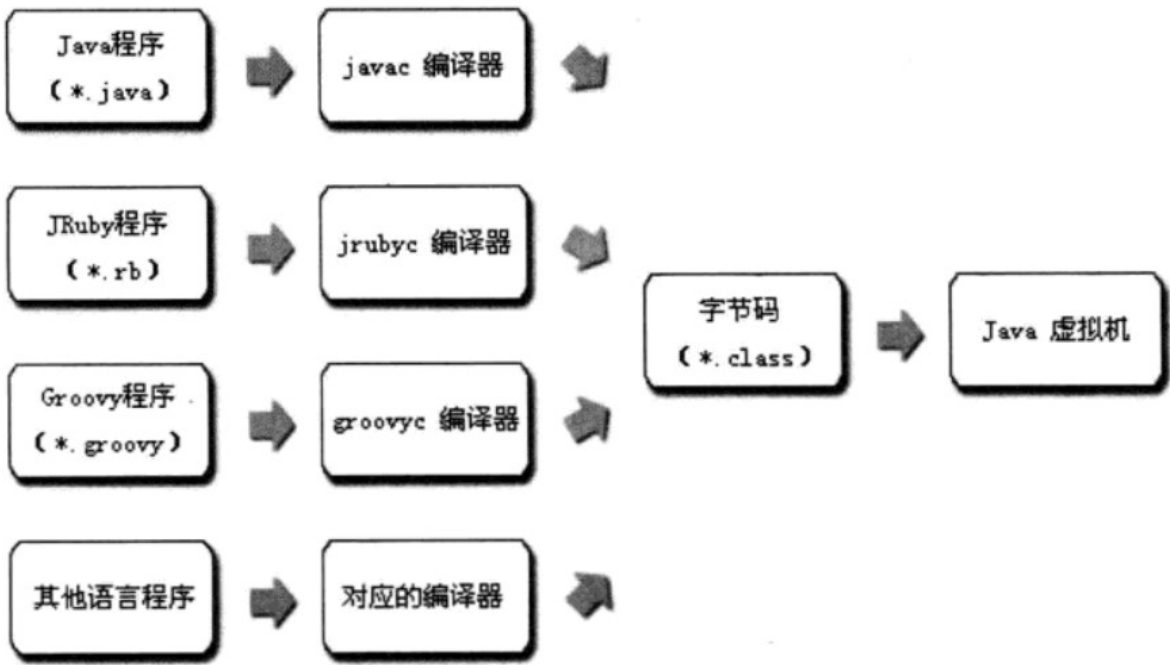 Java程序
(*.java)
javac 编译器
JRuby程序
(*.rb)
jrubyc 编译器
Groovy程序
(*.groovy)
groovyc 编译器
其他语言程序
对应的编译器
字节码
(*.class)
Java 虚拟机